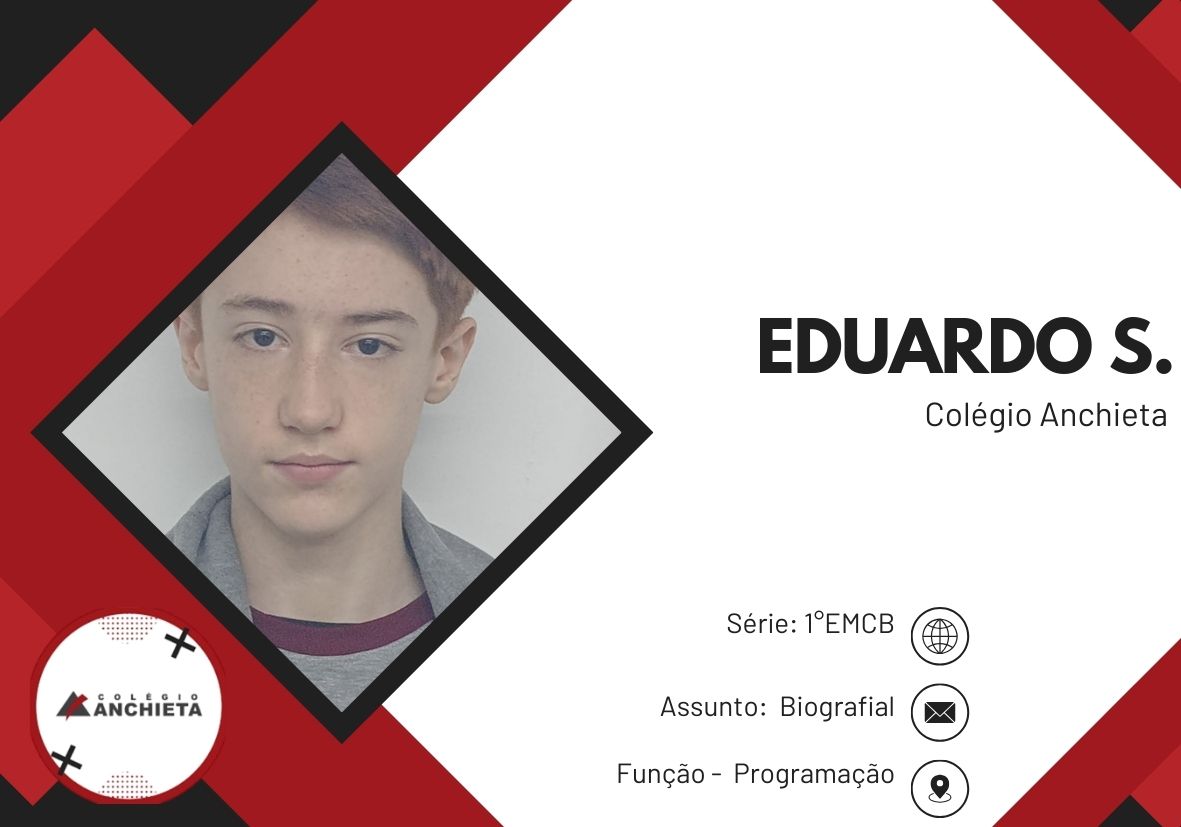 EDUARDO S.
Colégio Anchieta
Série: 1°EMCB
Assunto: Biografial
Função - Programação
COLÉGIO
ANCHIETA